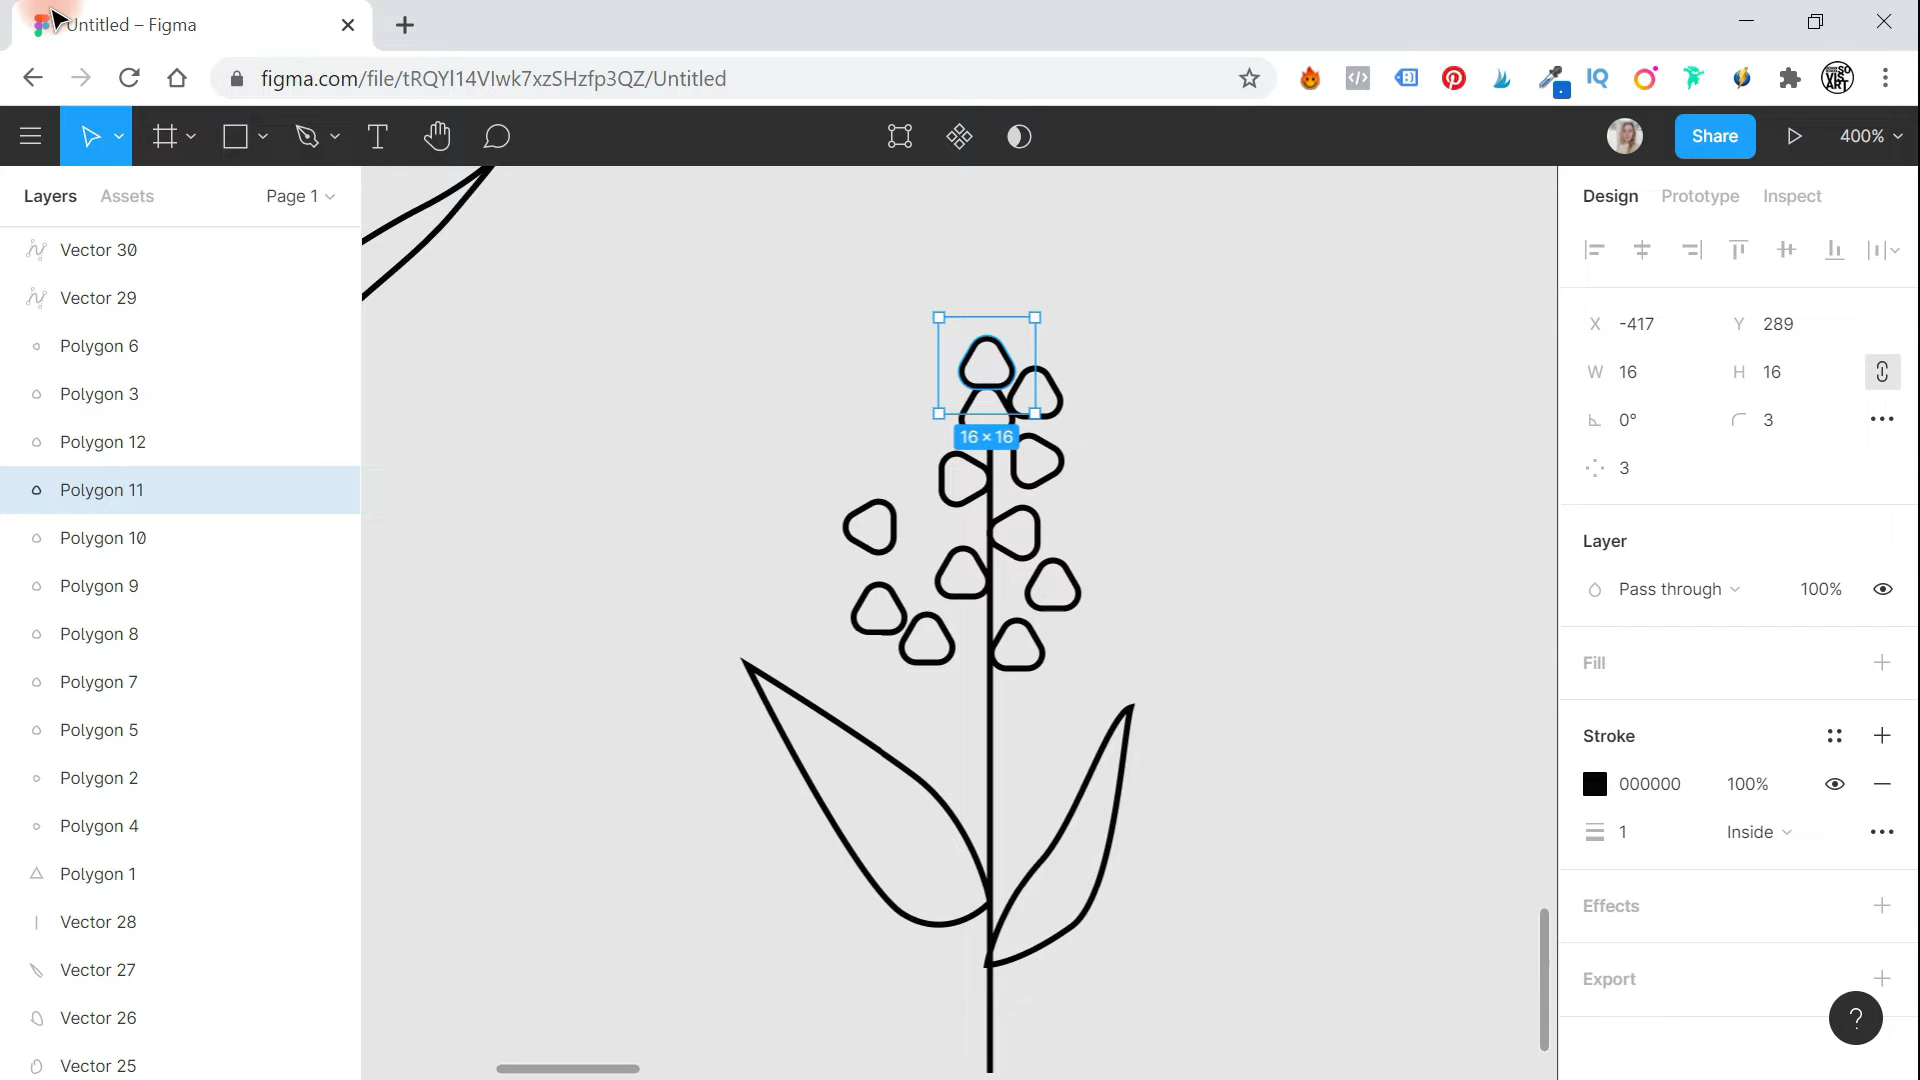 Untitled – Figma
figma.com/file/tRQYl14VIwk7xzSHzfp3QZ/Untitled
Share
400%
Layers
Assets
Page 1
Vector 30
Vector 29
Polygon 6
Polygon 3
Polygon 12
Polygon 11
Polygon 10
Polygon 9
Polygon 8
Polygon 7
Polygon 5
Polygon 2
Polygon 4
Polygon 1
Vector 28
Vector 27
Vector 26
Vector 25
16 × 16
Design
Prototype
Inspect
X -417
Y 289
W 16
H 16
0°
3
3
Layer
Pass through
100%
Fill
Stroke
000000
100%
1
Inside
Effects
Export
?